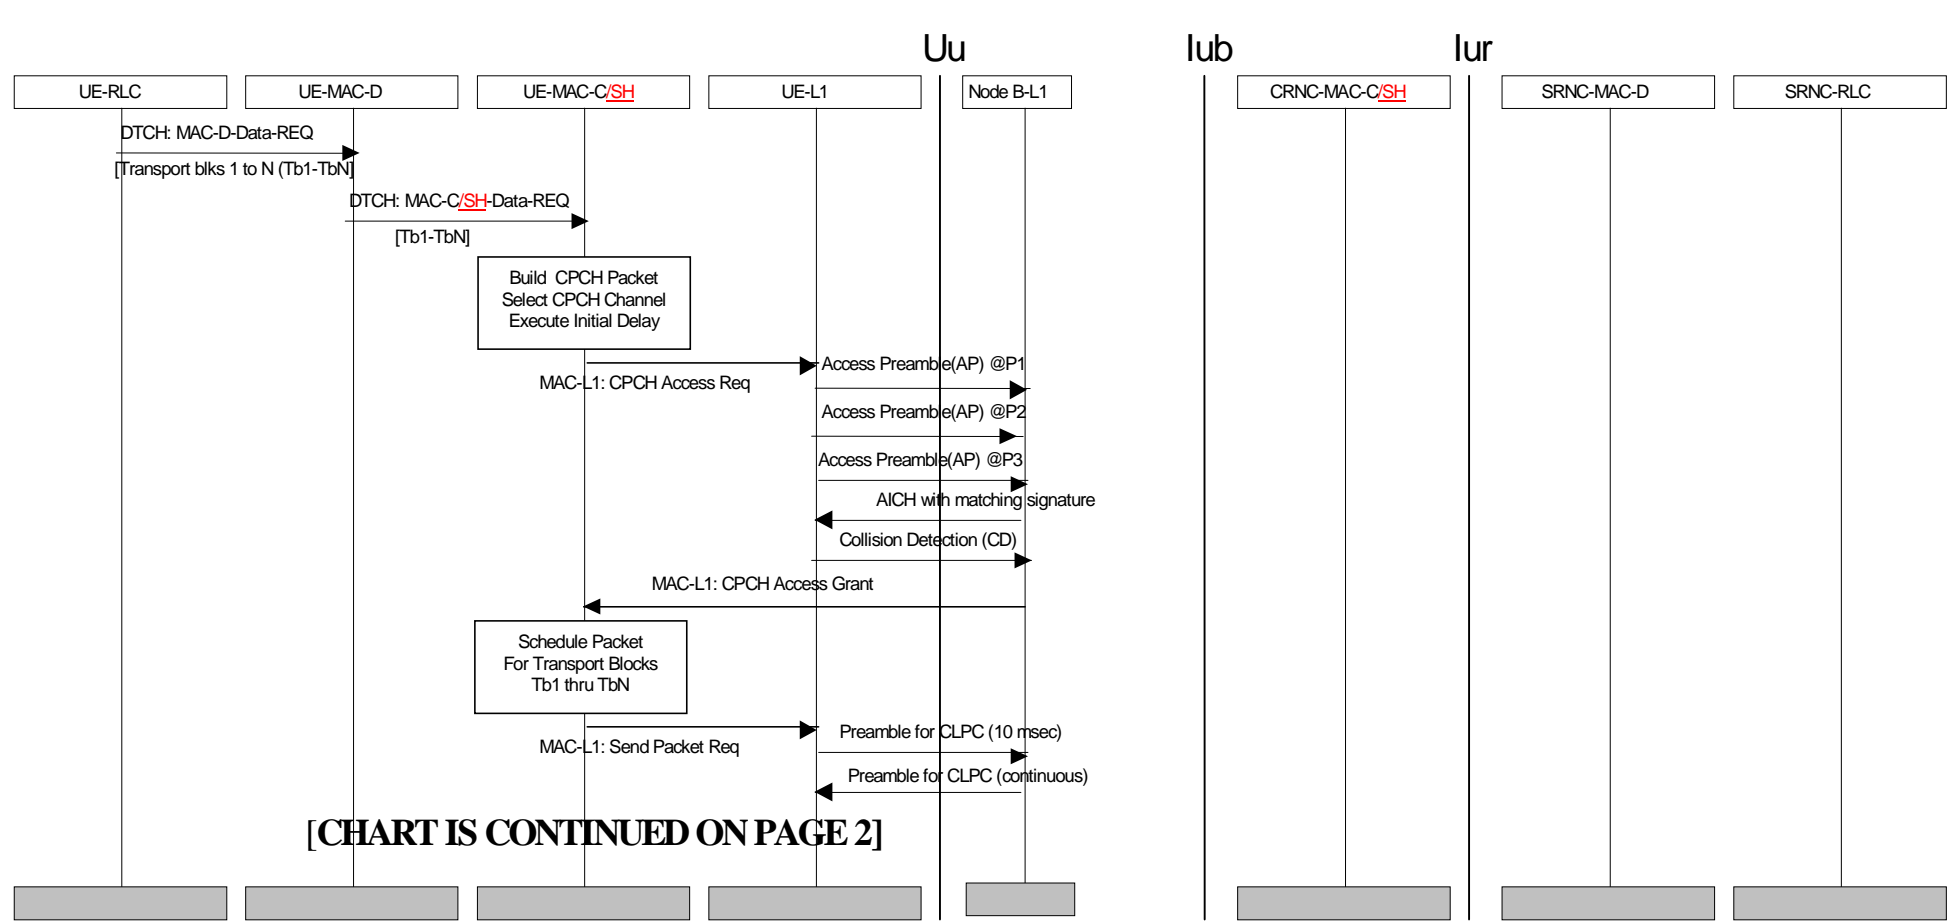 Uu Iub Iur
UE-RLC UE-MAC-D UE-MAC-C/SH UE-L1 Node B-L1 CRNC-MAC-C/SH SRNC-MAC-D SRNC-RLC
DTCH: MAC-D-Data-REQ
[Transport blks 1 to N (Tb1-TbN]
DTCH: MAC-C/SH-Data-REQ
[Tb1-TbN]
Build CPCH Packet
Select CPCH Channel
Execute Initial Delay
Access Preamble(AP) @P1
MAC-L1: CPCH Access Req
Access Preamble(AP) @P2
Access Preamble(AP) @P3
AICH with matching signature
Collision Detection (CD)
MAC-L1: CPCH Access Grant
Schedule Packet
For Transport Blocks
Tb1 thru TbN
Preamble for CLPC (10 msec)
MAC-L1: Send Packet Req
Preamble for CLPC (continuous)
[CHART IS CONTINUED ON PAGE 2]